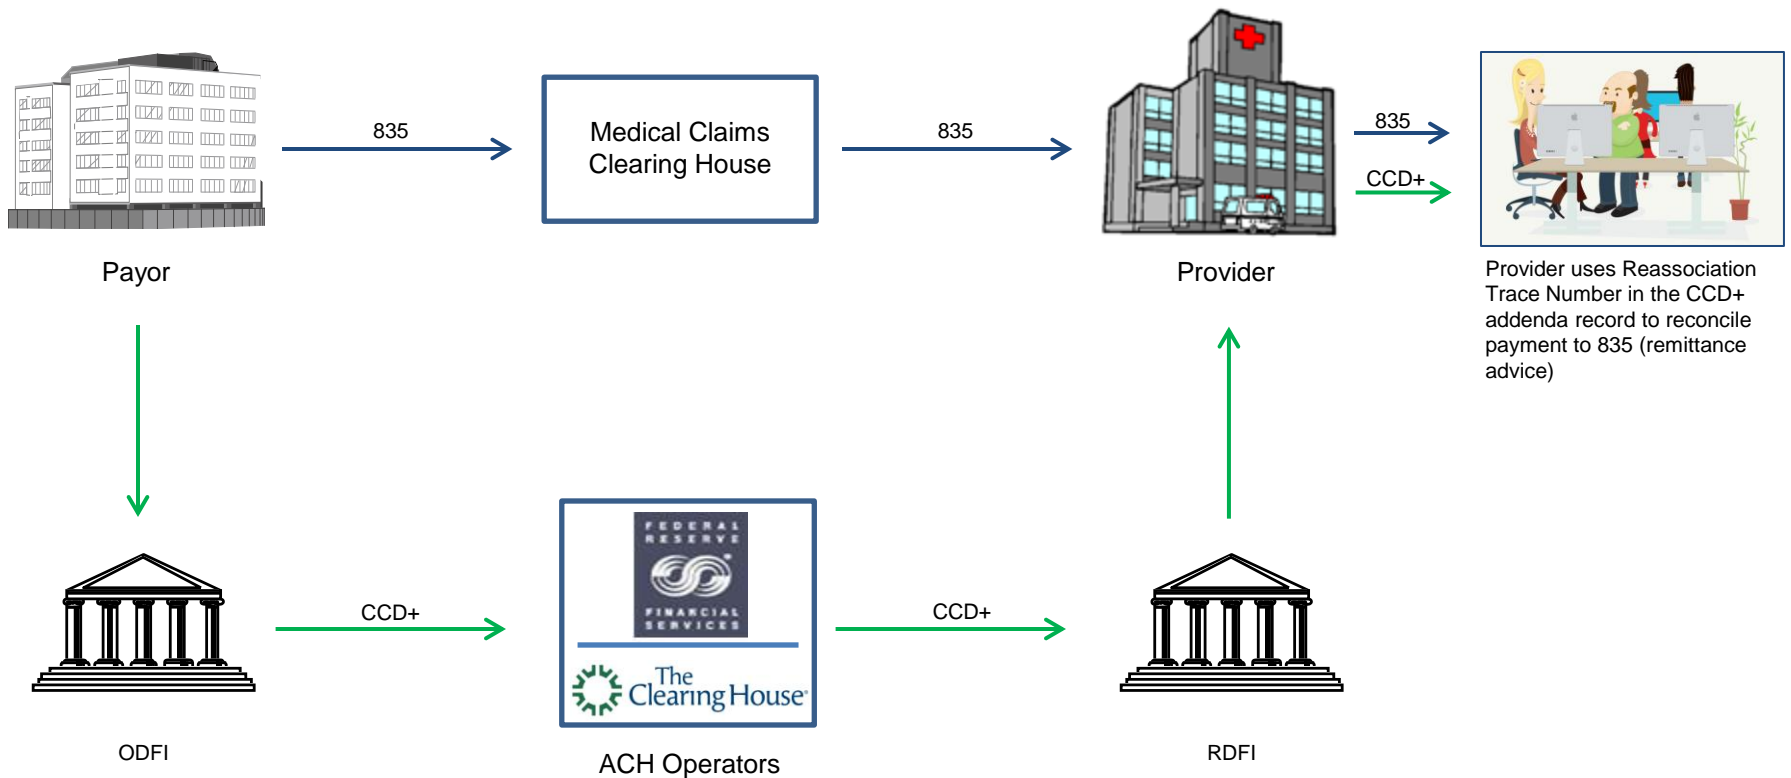 835
Medical Claims
Clearing House
835
835
CCD+
Payor
Provider
Provider uses Reassociation
Trace Number in the CCD+
addenda record to reconcile
payment to 835 (remittance
advice)
CCD+
FEDERAL
RESERVE
FINANCIAL
SERVICES
The
Clearing House
CCD+
ODFI
ACH Operators
RDFI